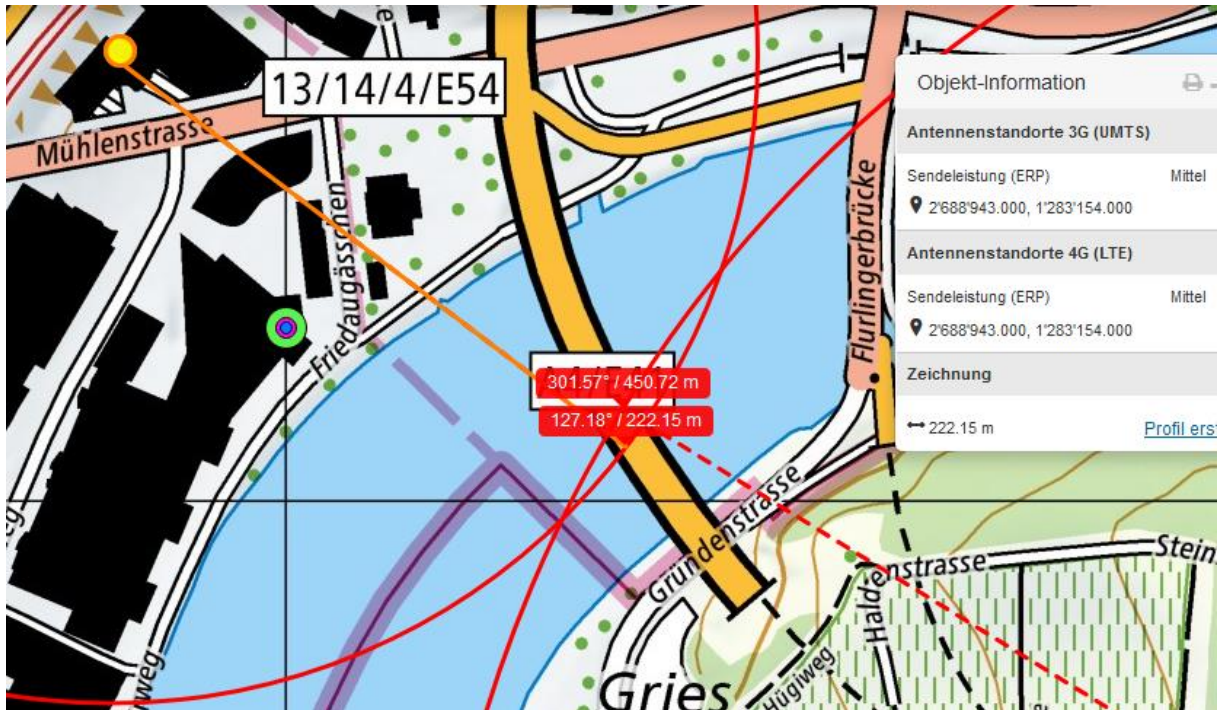 13/14/4/E54
Mühlenstrasse
Friedaugässchen
Friedastrasse
Flurlingerbrücke
301.57° / 450.72 m
127.18° / 222.15 m
Gründenstrasse
Haldenstrasse
Stein
Hügiweg
weg
Gries
Objekt-Information
Antennenstandorte 3G (UMTS)
Sendeleistung (ERP) Mittel
2'688'943.000, 1'283'154.000
Antennenstandorte 4G (LTE)
Sendeleistung (ERP) Mittel
2'688'943.000, 1'283'154.000
Zeichnung
222.15 m Profil erst